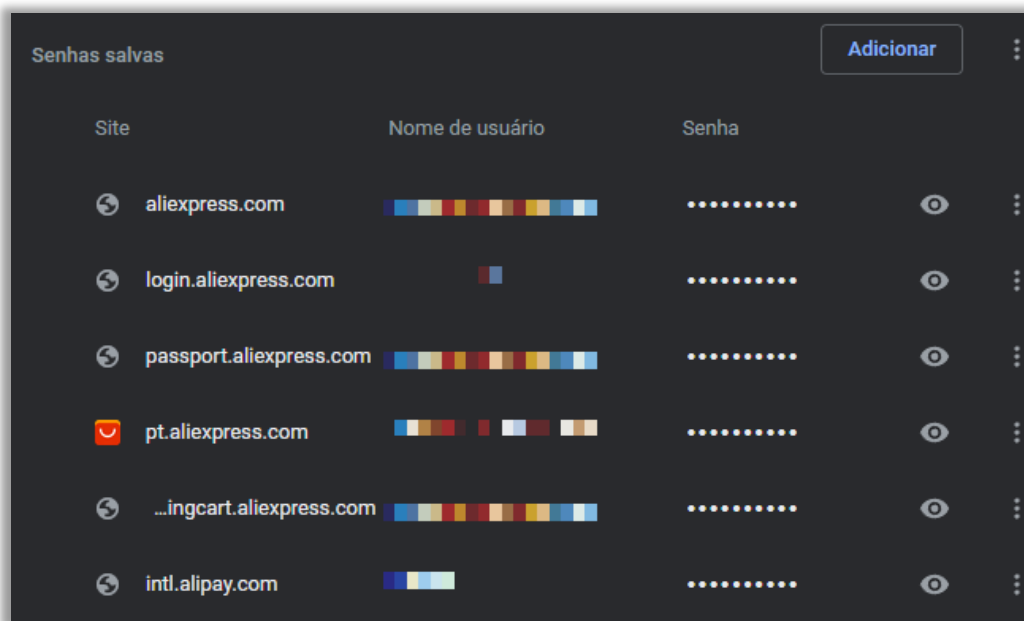 Senhas salvas Adicionar
Site Nome de usuário Senha
aliexpress.com ••••••••••
login.aliexpress.com ••••••••••
passport.aliexpress.com ••••••••••
pt.aliexpress.com ••••••••••
...ingcart.aliexpress.com ••••••••••
intl.alipay.com ••••••••••